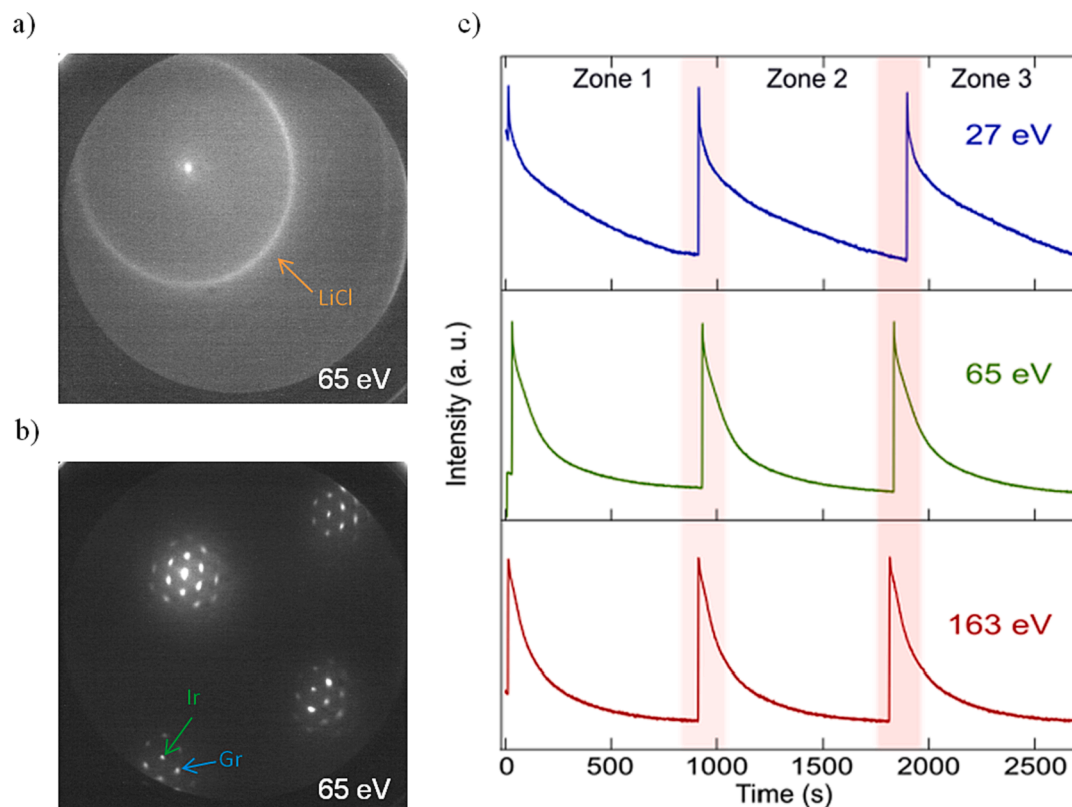 a)
LiCl
65 eV
b)
Ir
Gr
65 eV
c)
Zone 1 Zone 2 Zone 3
27 eV
65 eV
163 eV
Intensity (a. u.)
0 500 1000 1500 2000 2500
Time (s)